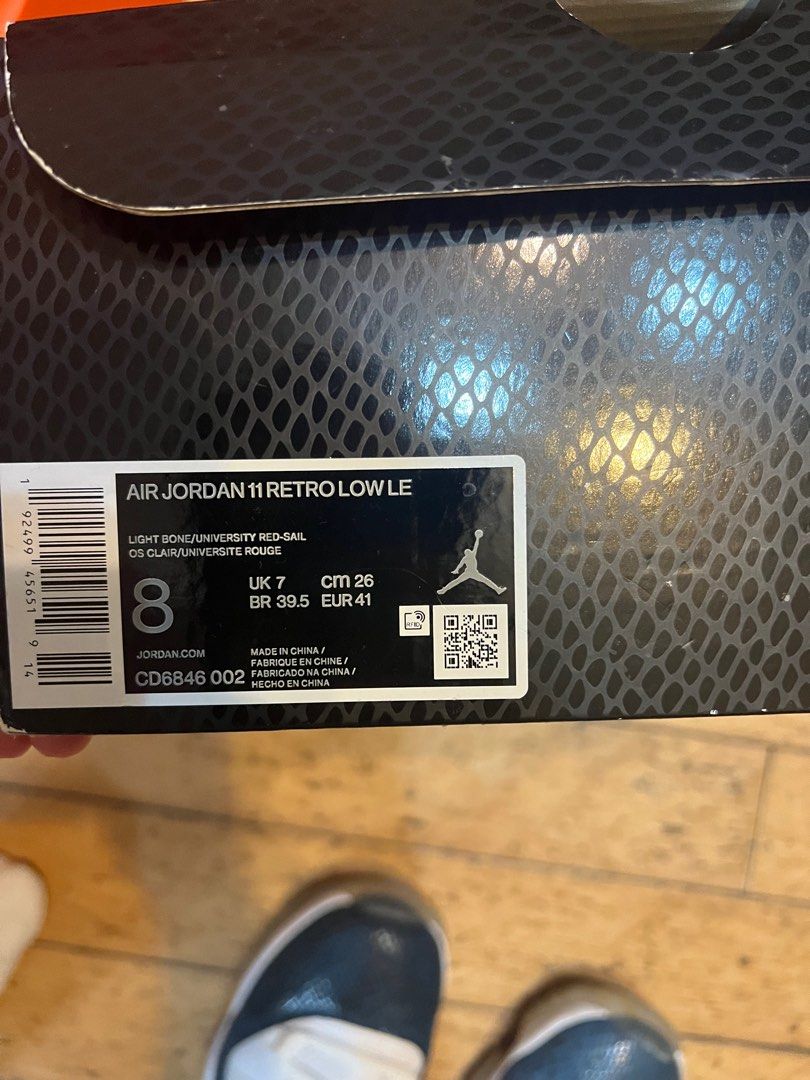 AIR JORDAN 11 RETRO LOW LE
LIGHT BONE/UNIVERSITY RED-SAIL
OS CLAIR/UNIVERSITE ROUGE
8
UK 7 cm 26
BR 39.5 EUR 41
RFID
JORDAN.COM
CD6846 002
MADE IN CHINA /
FABRIQUE EN CHINE /
FABRICADO NA CHINA /
HECHO EN CHINA
1 92499 45651 9 14